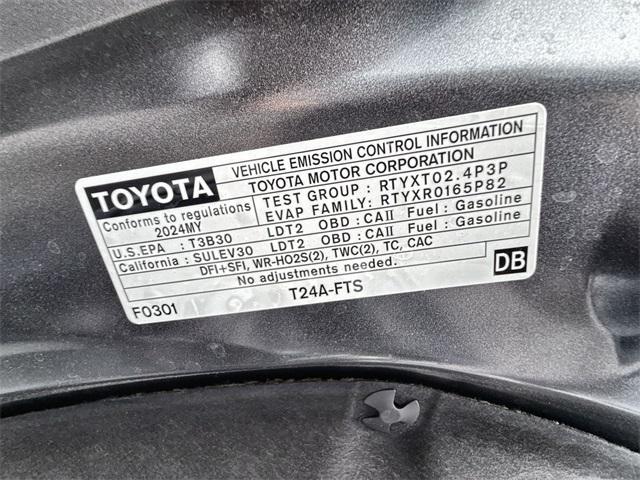 TOYOTA
VEHICLE EMISSION CONTROL INFORMATION
TOYOTA MOTOR CORPORATION
Conforms to regulations
2024MY
TEST GROUP : RTYXT02.4P3P
EVAP FAMILY: RTYXR0165P82
U.S.EPA : T3B30 LDT2 OBD : CAII Fuel : Gasoline
California : SULEV30 LDT2 OBD : CAII Fuel : Gasoline
DFI+SFI, WR-HO2S(2), TWC(2), TC, CAC
No adjustments needed.
DB
F0301
T24A-FTS